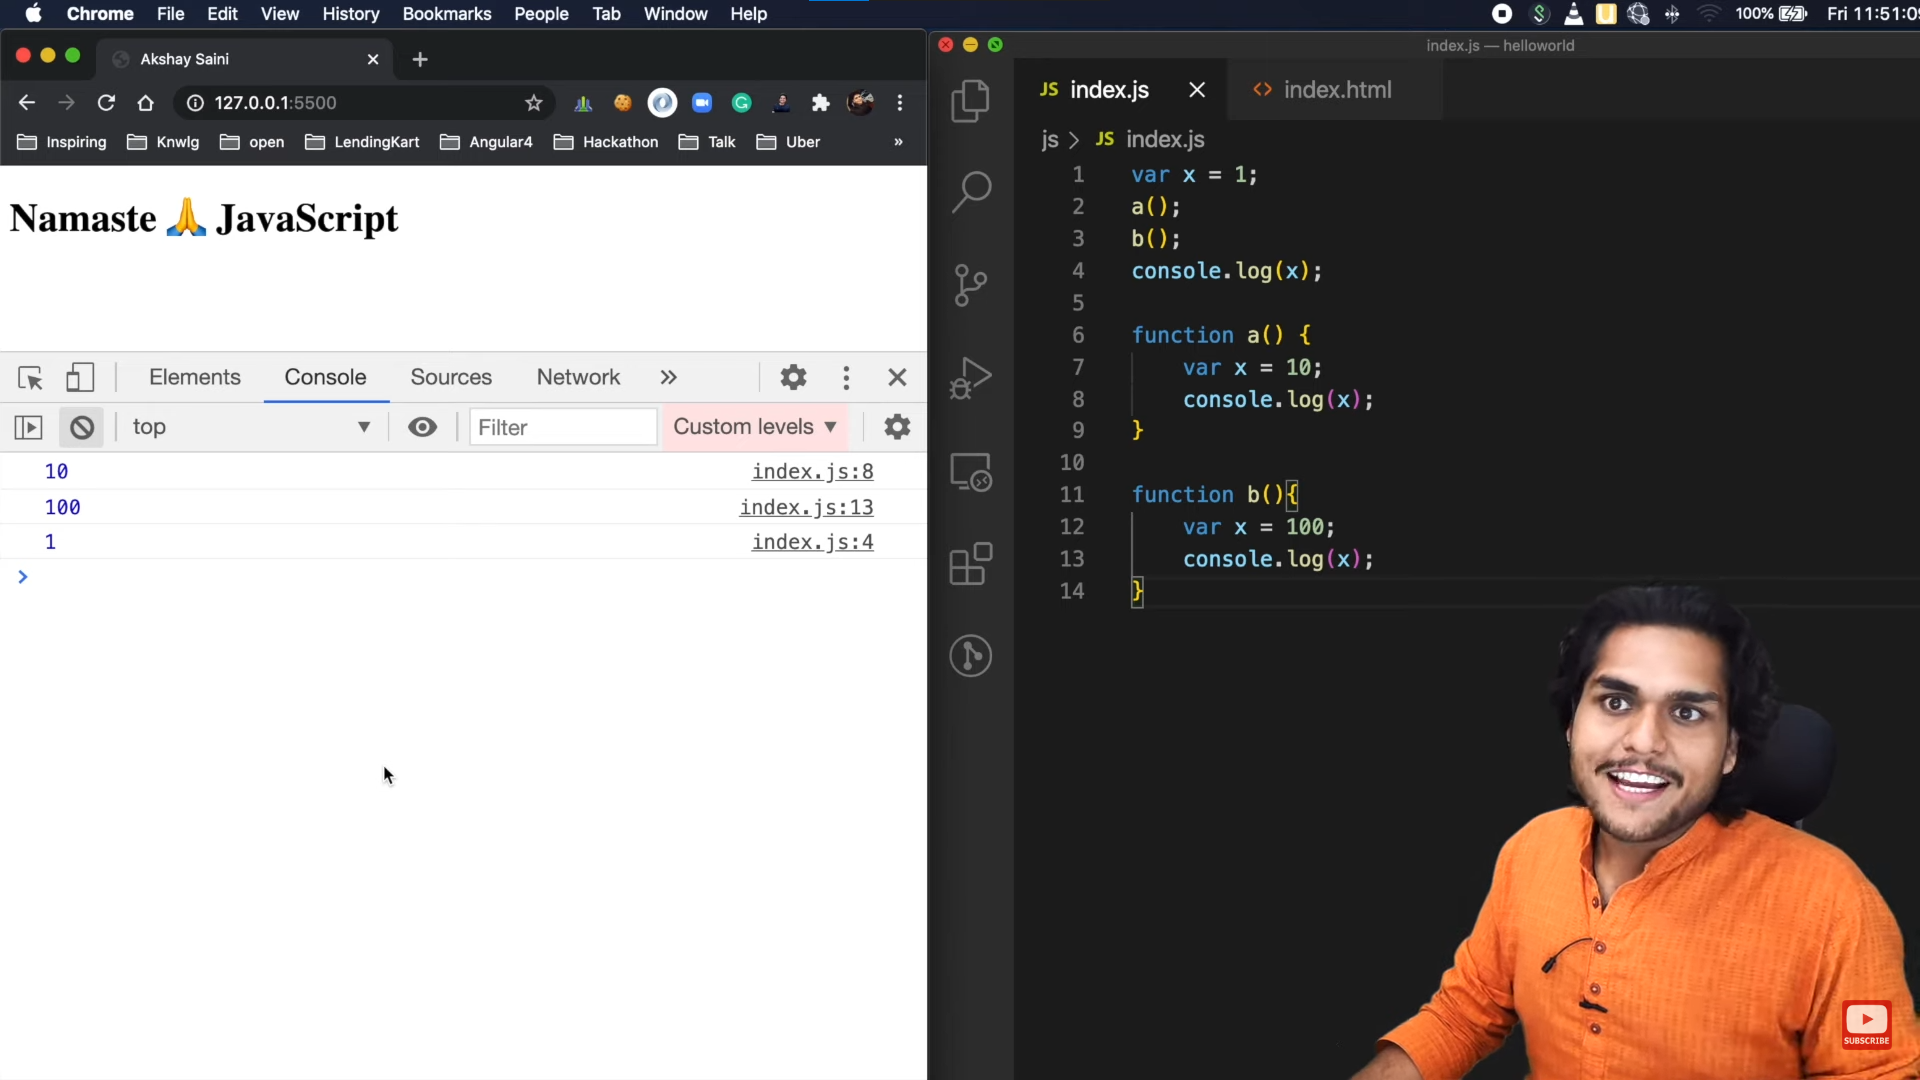 Chrome File Edit View History Bookmarks People Tab Window Help
100% Fri 11:51:09
Akshay Saini
127.0.0.1:5500
Inspiring Knwlg open LendingKart Angular4 Hackathon Talk Uber »
Namaste 🙏 JavaScript
Elements Console Sources Network »
top Filter Custom levels
10 index.js:8
100 index.js:13
1 index.js:4
>
index.js — helloworld
JS index.js <> index.html
js > JS index.js
1 var x = 1;
2 a();
3 b();
4 console.log(x);
5
6 function a() {
7 var x = 10;
8 console.log(x);
9 }
10
11 function b(){
12 var x = 100;
13 console.log(x);
14 }
SUBSCRIBE